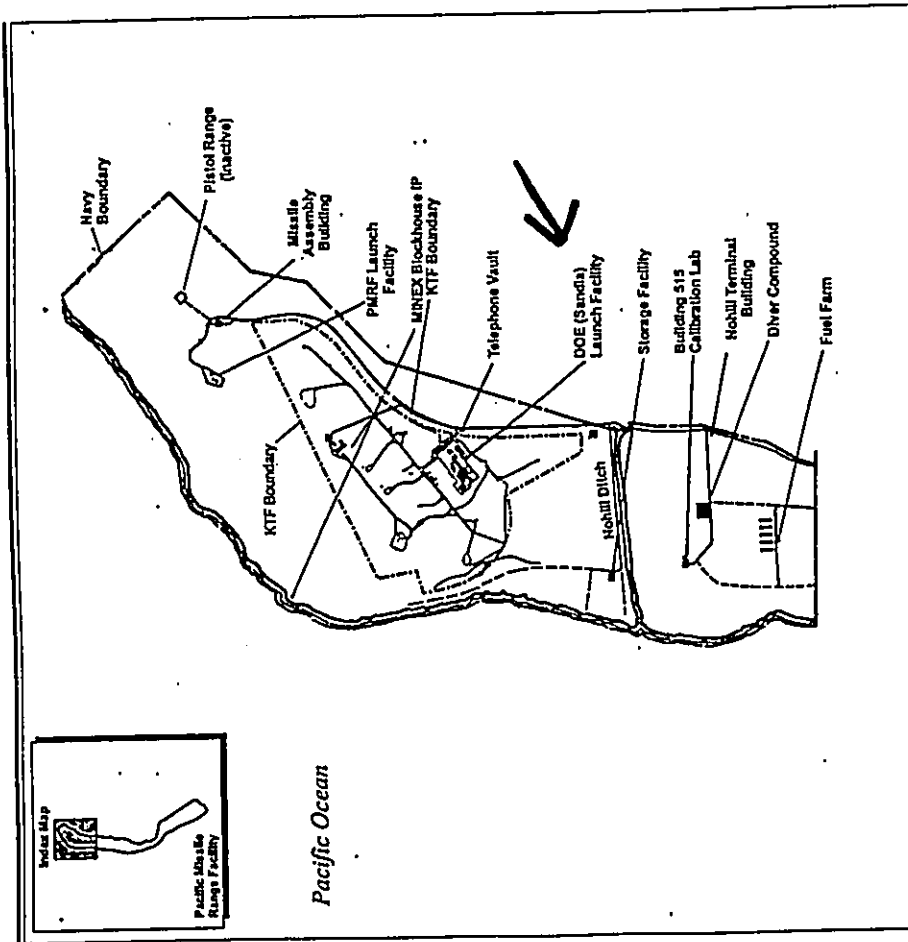 Index Map
Pacific Missile
Range Facility
Pacific Ocean
Navy
Boundary
Pistol Range
(Inactive)
Missile
Assembly
Building
PMRF Launch
Facility
MINEX Blockhouse IP
KTF Boundary
KTF Boundary
Telephone Vault
DOE (Sandia)
Launch Facility
Storage Facility
Nohili Ditch
Building 515
Calibration Lab
Nohili Terminal
Building
Diver Compound
Fuel Farm